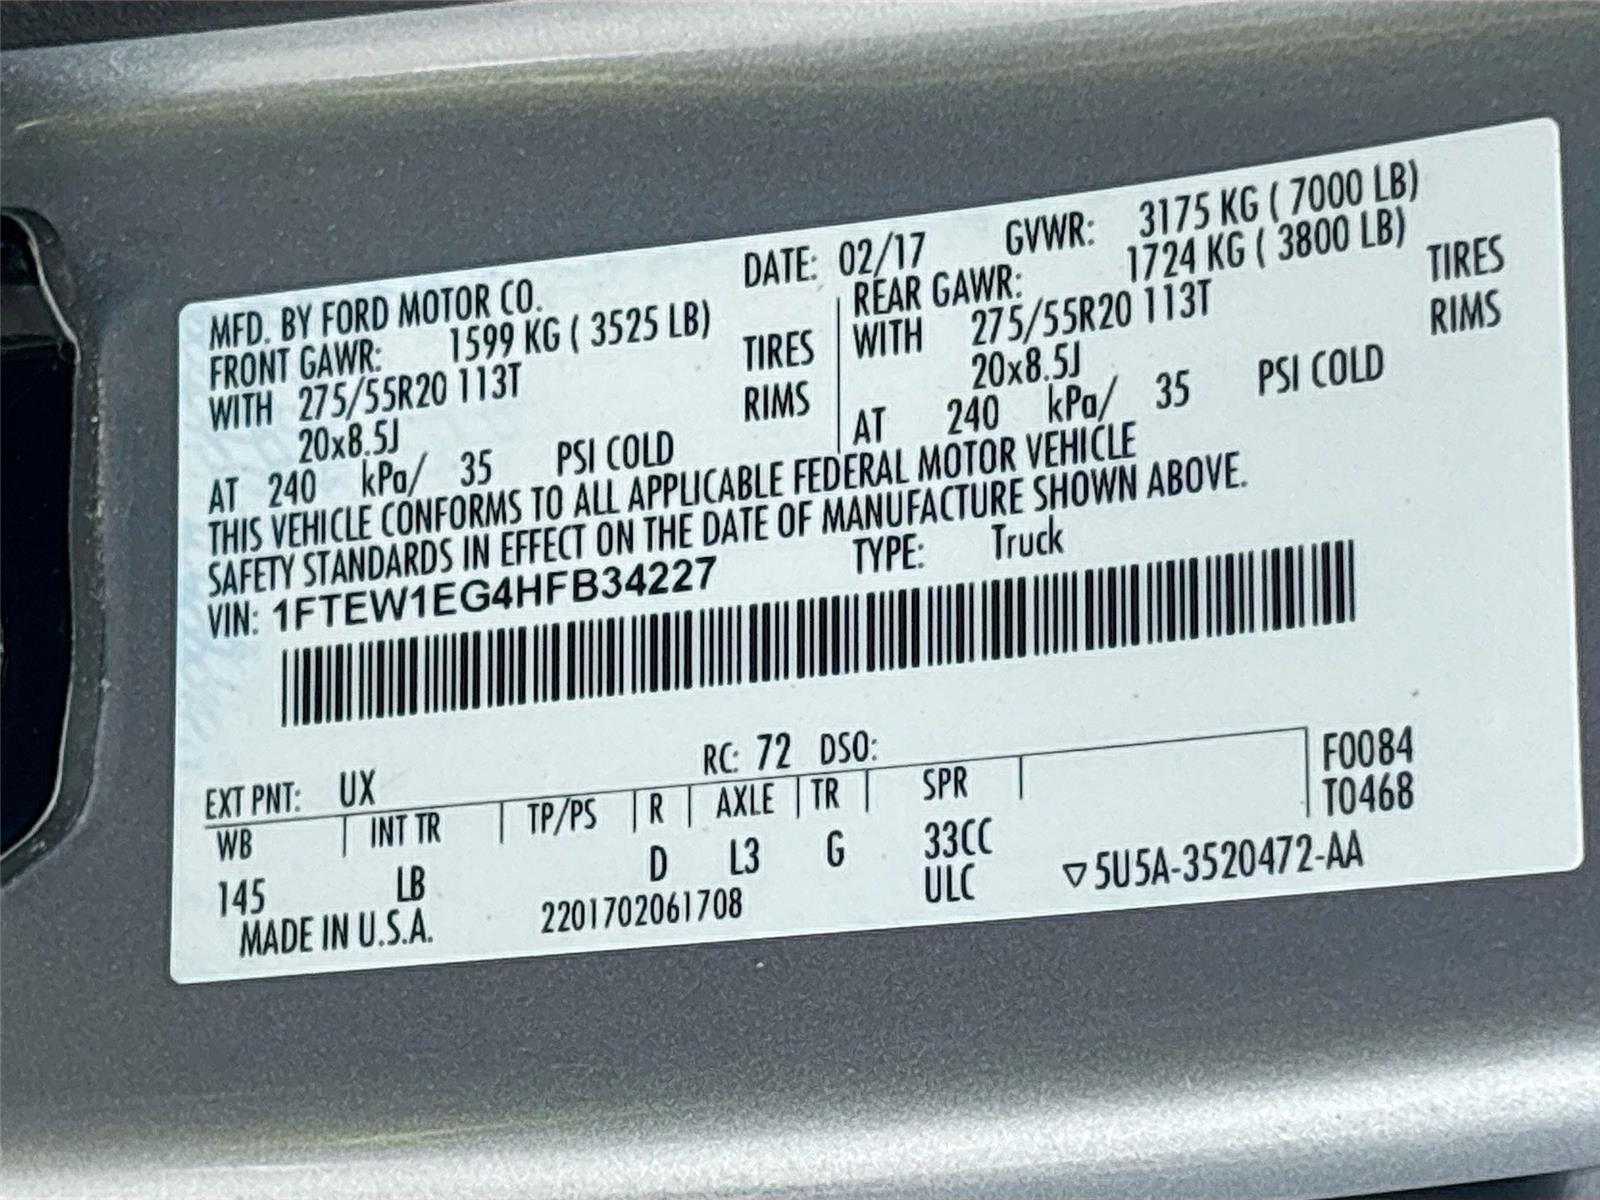 MFD. BY FORD MOTOR CO. DATE: 02/17 GVWR: 3175 KG ( 7000 LB)
FRONT GAWR: 1599 KG ( 3525 LB) REAR GAWR: 1724 KG ( 3800 LB)
WITH 275/55R20 113T TIRES WITH 275/55R20 113T TIRES
20x8.5J RIMS 20x8.5J RIMS
AT 240 kPa/ 35 PSI COLD AT 240 kPa/ 35 PSI COLD
THIS VEHICLE CONFORMS TO ALL APPLICABLE FEDERAL MOTOR VEHICLE
SAFETY STANDARDS IN EFFECT ON THE DATE OF MANUFACTURE SHOWN ABOVE.
VIN: 1FTEW1EG4HFB34227 TYPE: Truck
EXT PNT: UX RC: 72 DSO: F0084
WB INT TR TP/PS R AXLE TR SPR T0468
145 LB D L3 G 33CC
ULC ▽5U5A-3520472-AA
MADE IN U.S.A. 2201702061708